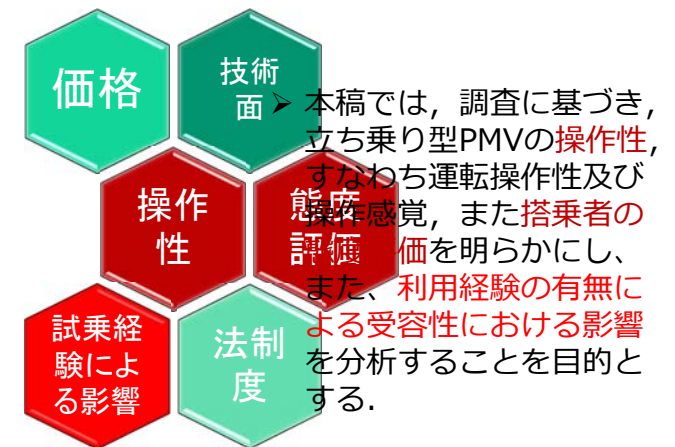 価格
技術
面
操作
性
態度
評価
試乗経
験によ
る影響
法制
度
➢ 本稿では，調査に基づき，
立ち乗り型PMVの操作性，
すなわち運転操作性及び
操作感覚，また搭乗者の
価を明らかにし、
また、利用経験の有無に
よる受容性における影響
を分析することを目的と
する．